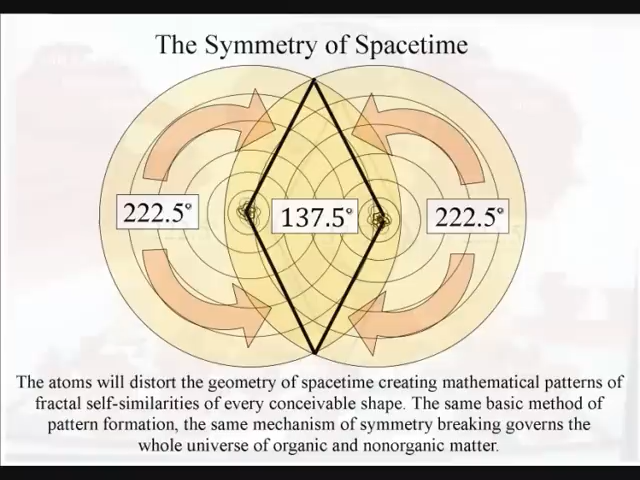 The Symmetry of Spacetime
222.5°
137.5°
222.5°
The atoms will distort the geometry of spacetime creating mathematical patterns of
fractal self-similarities of every conceivable shape. The same basic method of
pattern formation, the same mechanism of symmetry breaking governs the
whole universe of organic and nonorganic matter.